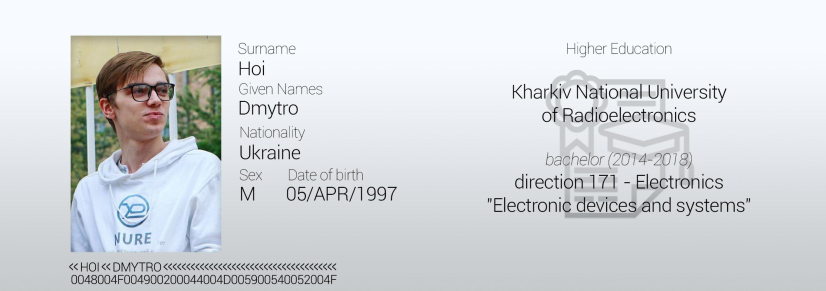 Surname
Hoi
Given Names
Dmytro
Nationality
Ukraine
Sex Date of birth
M 05/APR/1997
Higher Education
Kharkiv National University
of Radioelectronics
bachelor (2014-2018)
direction 171 - Electronics
"Electronic devices and systems"
NURE
<<HOI<<DMYTRO<<<<<<<<<<<<<<<<<<<<<<<<<<<<<<<<<<<<<<
0048004F004900200044004D005900540052004F